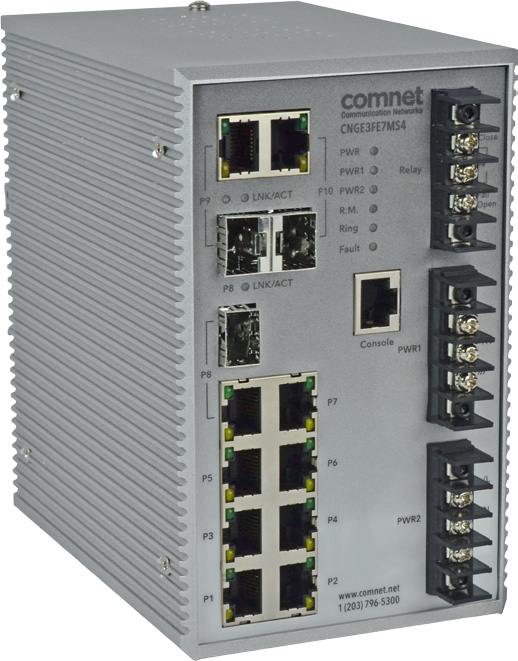 comnet
Communication Networks
CNGE3FE7MS4
PWR
PWR1
PWR2
R.M.
Ring
Fault
Relay
Close
Open
P9
LNK/ACT
P10
P8
LNK/ACT
Console
PWR1
P8
P7
P5
P6
P3
P4
PWR2
P1
P2
www.comnet.net
1 (203) 796-5300